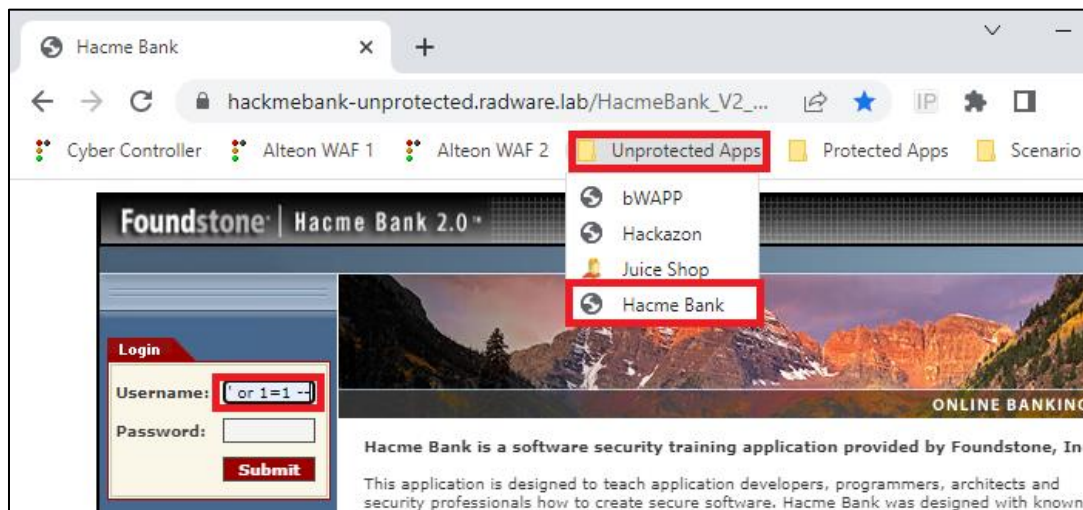 Hacme Bank
hackmebank-unprotected.radware.lab/HacmeBank_V2_... IP
Cyber Controller Alteon WAF 1 Alteon WAF 2 Unprotected Apps Protected Apps Scenario
bWAPP
Hackazon
Juice Shop
Hacme Bank
Foundstone® | Hacme Bank 2.0 ™
Login
Username: ' or 1=1 --
Password:
Submit
ONLINE BANKING
Hacme Bank is a software security training application provided by Foundstone, In
This application is designed to teach application developers, programmers, architects and
security professionals how to create secure software. Hacme Bank was designed with known